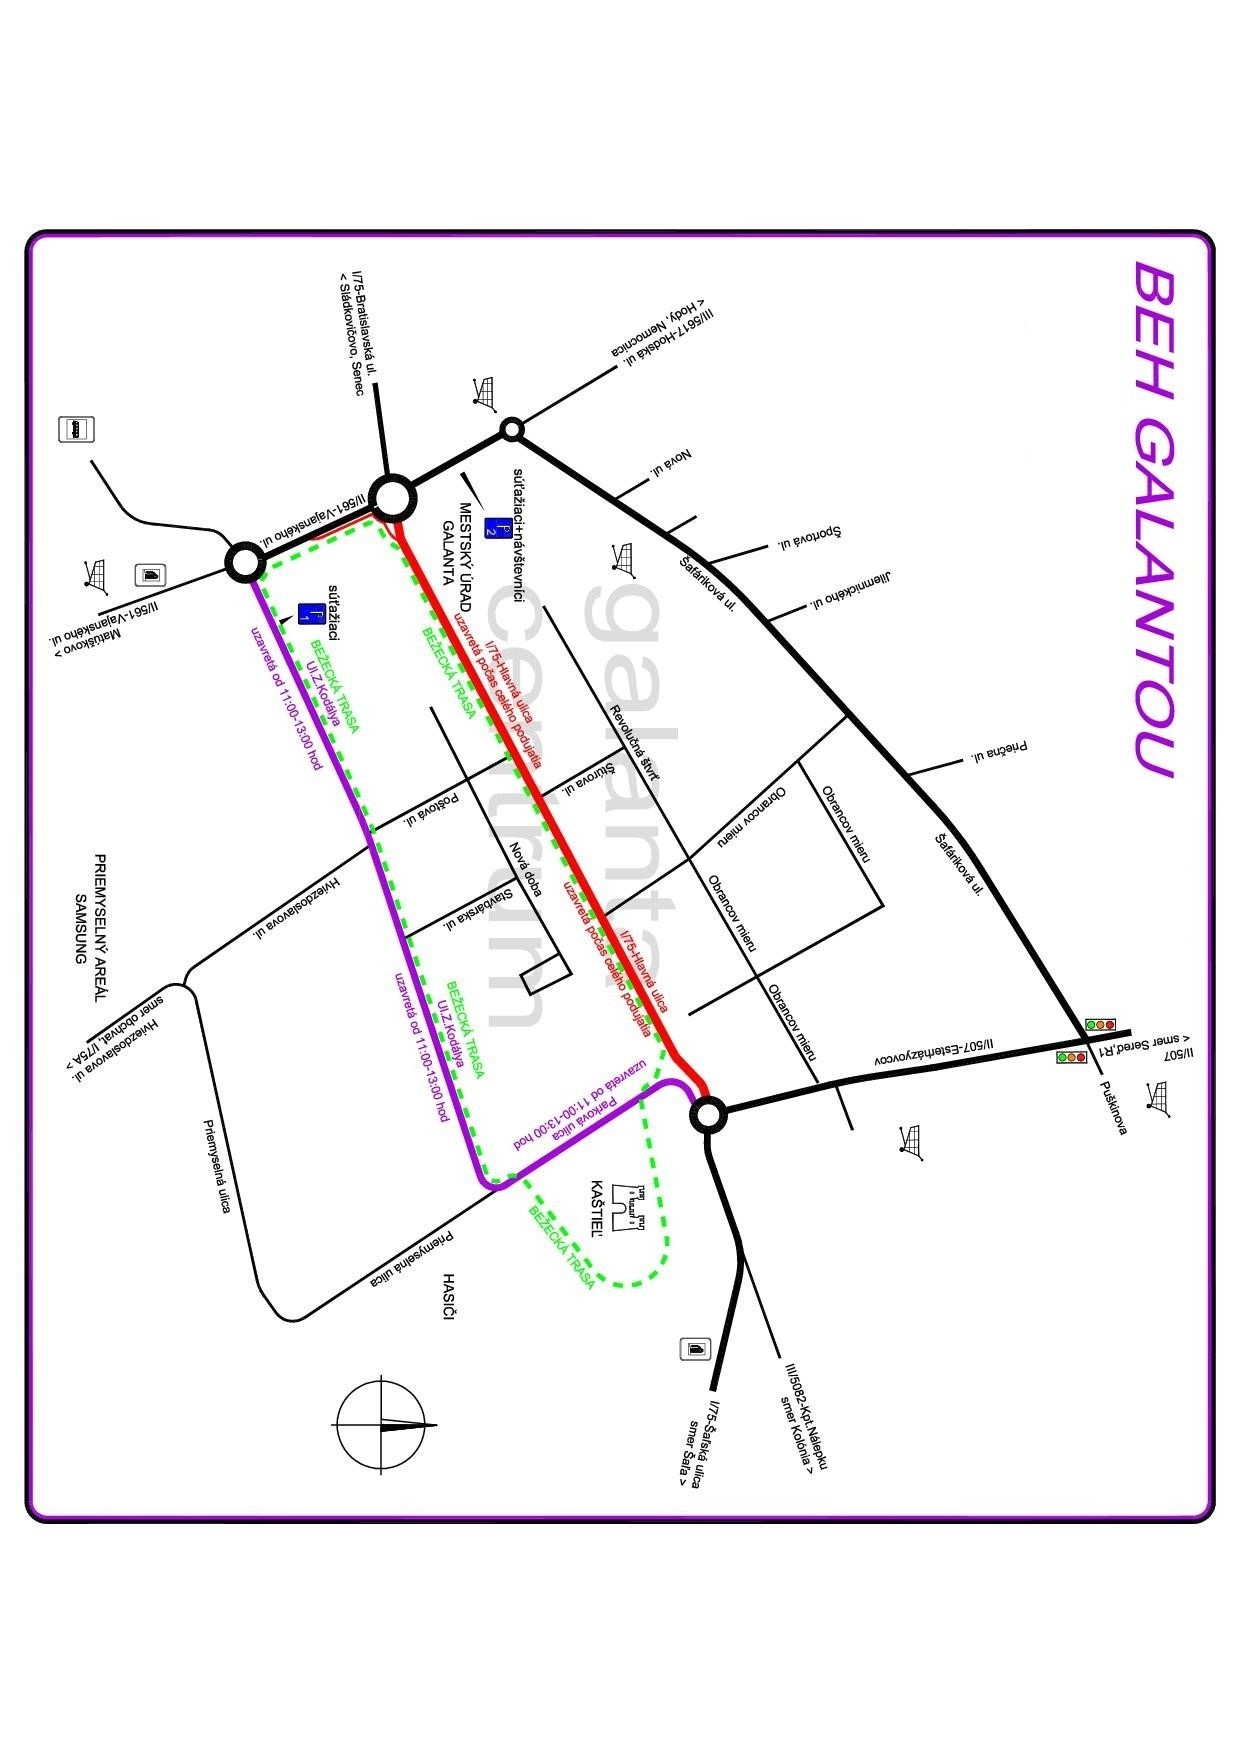 BEH GALANTOU
III/5617-Hodská ul.
< Hody, Nemocnica
I/75-Bratislavská ul.
< Sládkovičovo, Senec
Nová ul.
Športová ul.
Jilemnického ul.
Šafáriková ul.
Priečna ul.
Šafáriková ul.
II/507
< smer Sereď,R1
Puškinova
II/507-Esterházyovcov
súťažiaci+návštevníci
P
2
MESTSKÝ ÚRAD
GALANTA
II/561-Vajanského ul.
galanta
centrum
Revolučná štvrť
Štúrova ul.
Obrancov mieru
Obrancov mieru
Obrancov mieru
Obrancov mieru
I/75-Hlavná ulica
uzavretá počas celého podujatia
BEŽECKÁ TRASA
I/75-Hlavná ulica
uzavretá počas celého podujatia
súťažiaci
P
1
BEŽECKÁ TRASA
Ul.Z.Kodálya
uzavretá od 11:00-13:00 hod
II/561-Vajanského ul.
Matúškovo >
Poštová ul.
Nová doba
Stavbárska ul.
Hviezdoslavova ul.
BEŽECKÁ TRASA
Ul.Z.Kodálya
uzavretá od 11:00-13:00 hod
Parková ulica
uzavretá od 11:00-13:00 hod
PRIEMYSELNÝ AREÁL
SAMSUNG
Hviezdoslavova ul.
smer obchvat, I/75A >
Priemyselná ulica
Priemyselná ulica
KAŠTIEĽ
BEŽECKÁ TRASA
HASIČI
III/5082-Kpt.Nálepku
smer Kolónia >
I/75-Šaľská ulica
smer Šaľa >